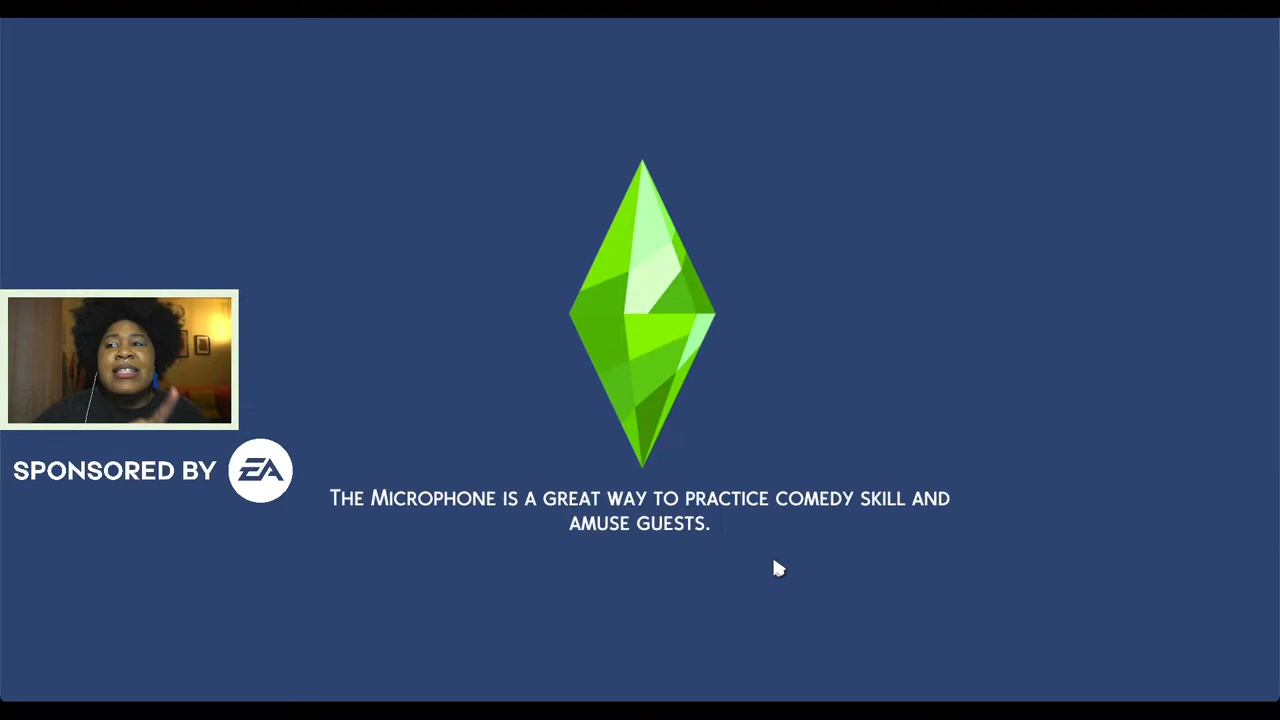 SPONSORED BY EA
THE MICROPHONE IS A GREAT WAY TO PRACTICE COMEDY SKILL AND
AMUSE GUESTS.